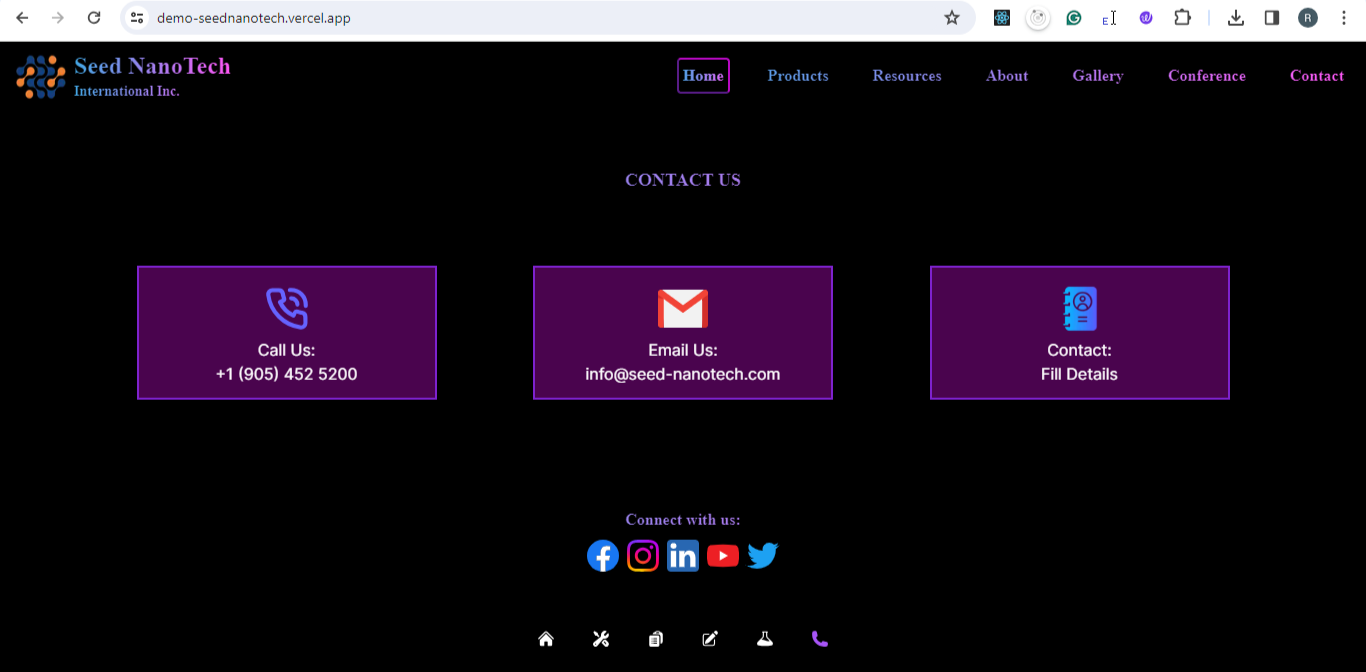 demo-seednanotech.vercel.app
R
Seed NanoTech
International Inc.
Home Products Resources About Gallery Conference Contact
CONTACT US
Call Us:
+1 (905) 452 5200
Email Us:
info@seed-nanotech.com
Contact:
Fill Details
Connect with us:
in